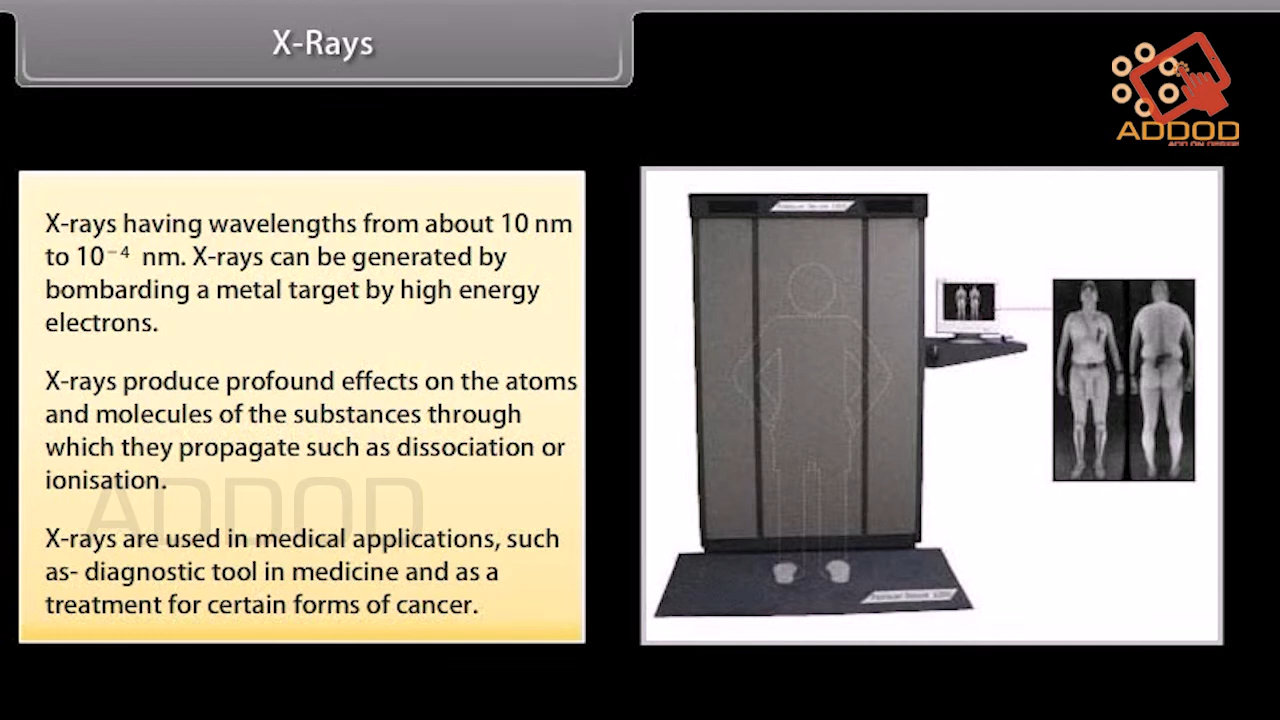 X-Rays
ADDOD
ADD ON DESIGN
X-rays having wavelengths from about 10 nm
to 10⁻⁴ nm. X-rays can be generated by
bombarding a metal target by high energy
electrons.
X-rays produce profound effects on the atoms
and molecules of the substances through
which they propagate such as dissociation or
ionisation.
ADDOD
X-rays are used in medical applications, such
as- diagnostic tool in medicine and as a
treatment for certain forms of cancer.